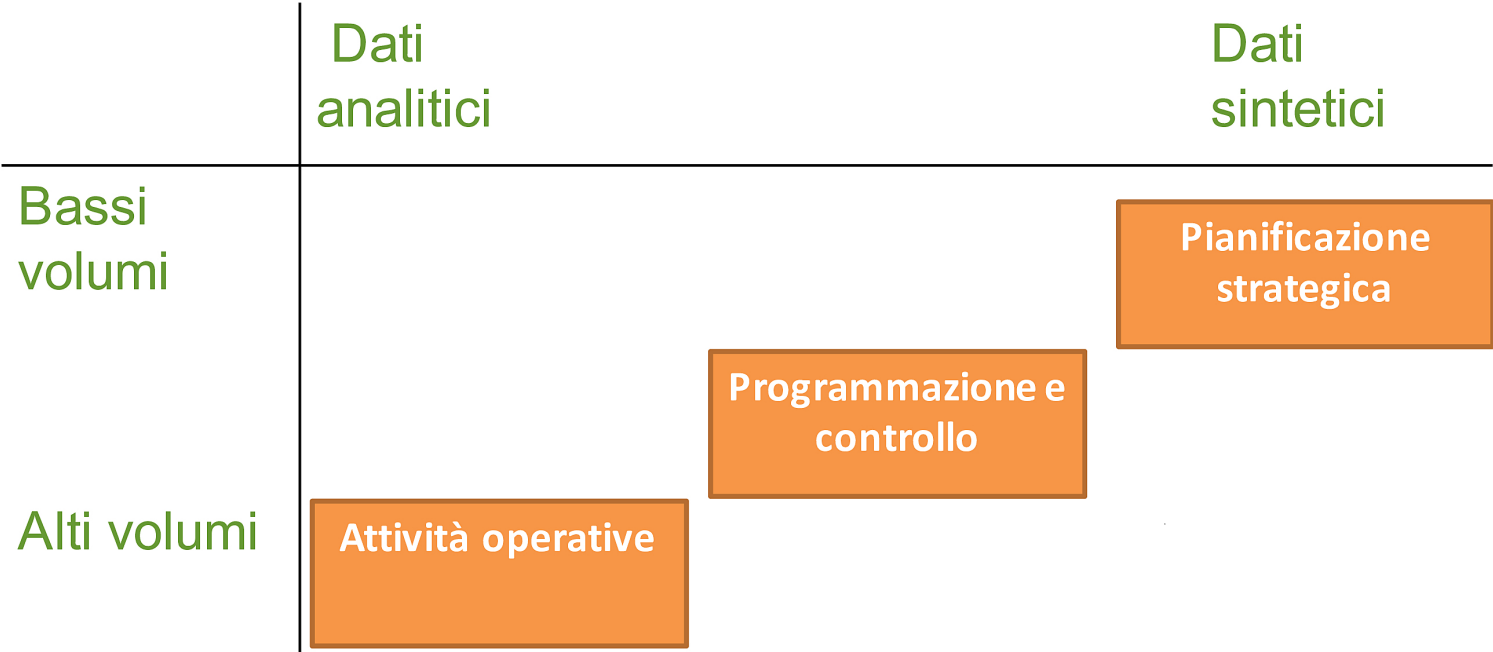 Dati
analitici
Dati
sintetici
Bassi
volumi
Pianificazione
strategica
Programmazione e
controllo
Alti volumi
Attività operative